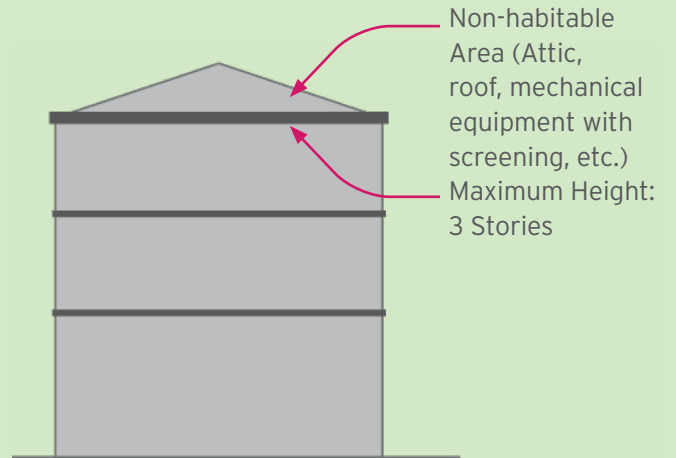 Non-habitable
Area (Attic,
roof, mechanical
equipment with
screening, etc.)
Maximum Height:
3 Stories